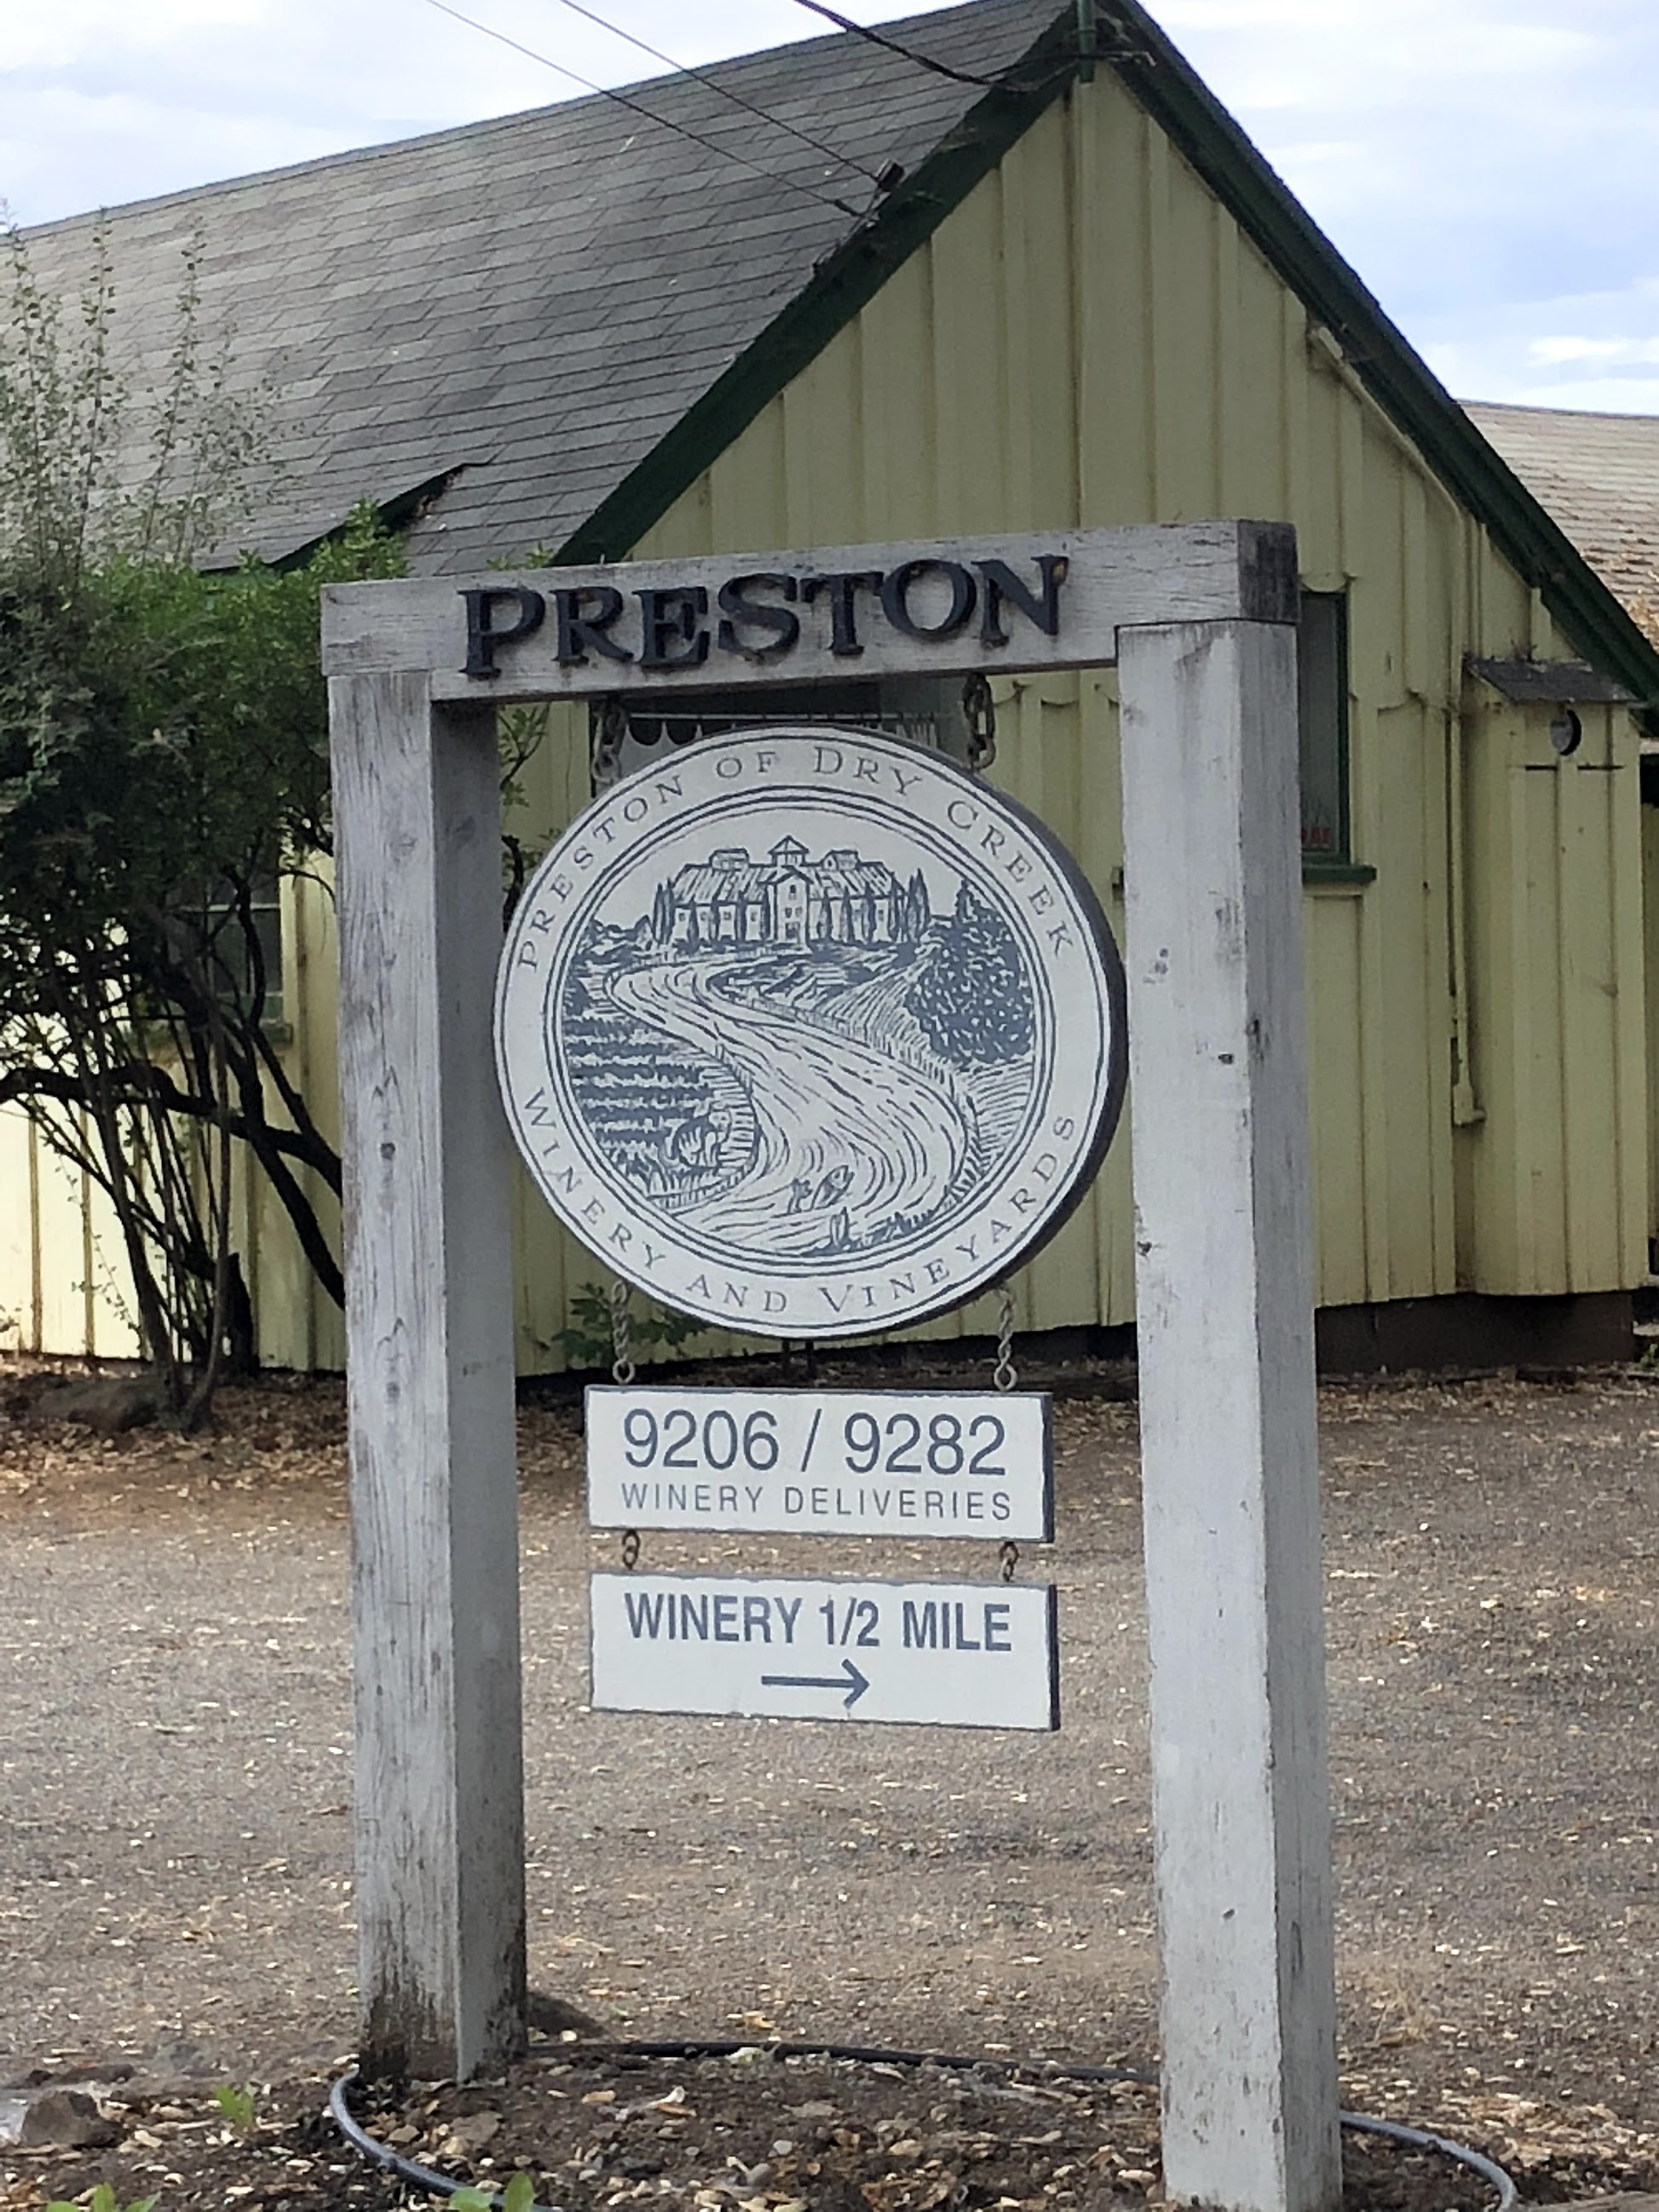 PRESTON
PRESTON OF DRY CREEK
WINERY AND VINEYARDS
9206 / 9282
WINERY DELIVERIES
WINERY 1/2 MILE